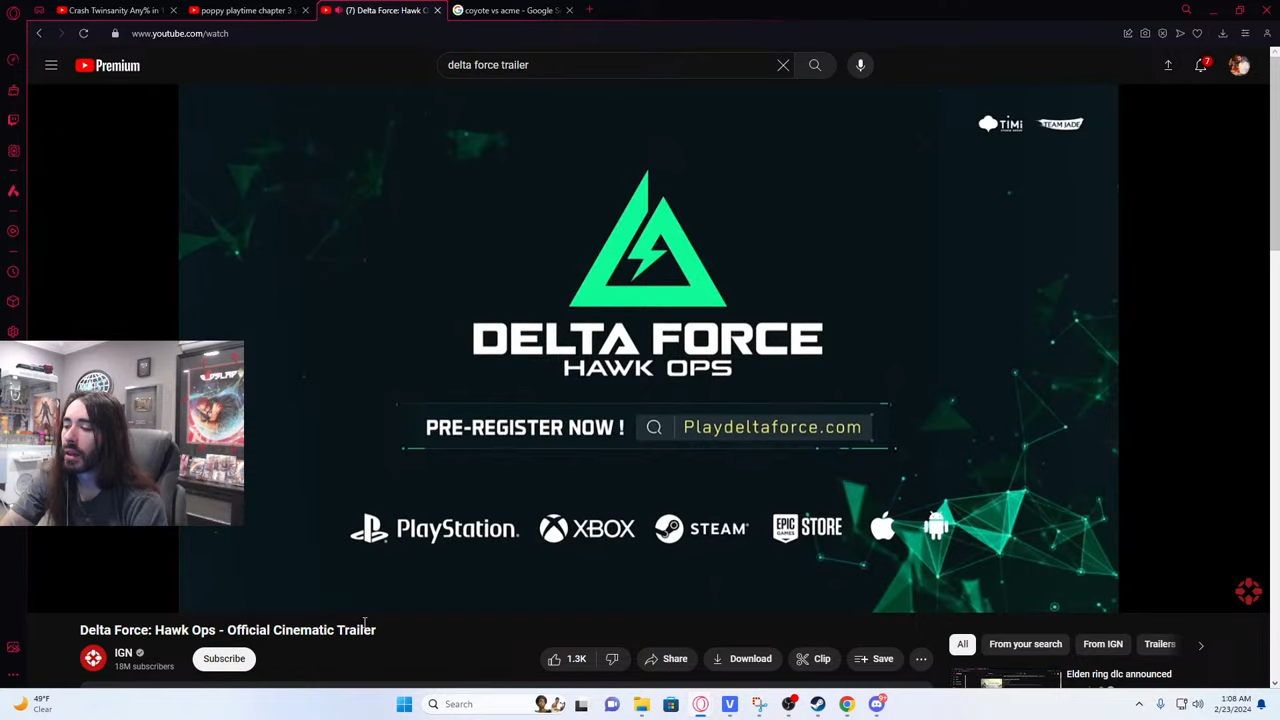 Crash Twinsanity Any% in
poppy playtime chapter 3 s
(7) Delta Force: Hawk O
coyote vs acme - Google S
www.youtube.com/watch
Premium
delta force trailer
7
TiMi
TEAM JADE
DELTA FORCE
HAWK OPS
PRE-REGISTER NOW !
Playdeltaforce.com
PlayStation.
XBOX
STEAM
EPIC GAMES STORE
Delta Force: Hawk Ops - Official Cinematic Trailer
IGN
18M subscribers
Subscribe
1.3K
Share
Download
Clip
Save
All
From your search
From IGN
Trailers
Elden ring dlc announced
49°F
Clear
Search
1:08 AM
2/23/2024